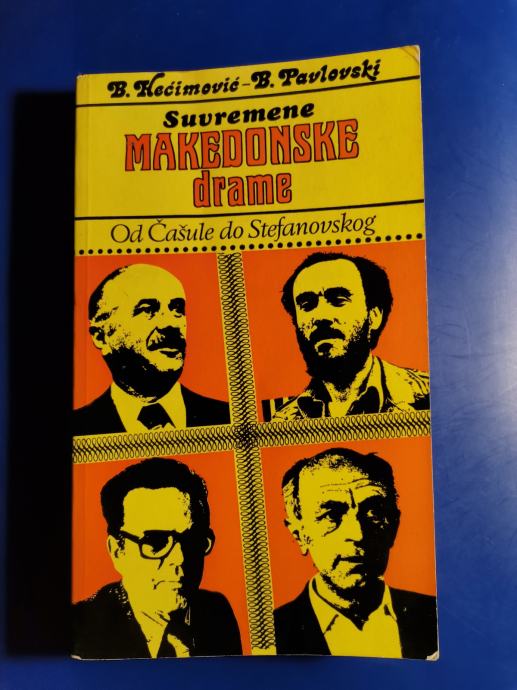 B. Hećimović – B. Pavlovski
Suvremene
MAKEDONSKE
drame
Od Čašule do Stefanovskog